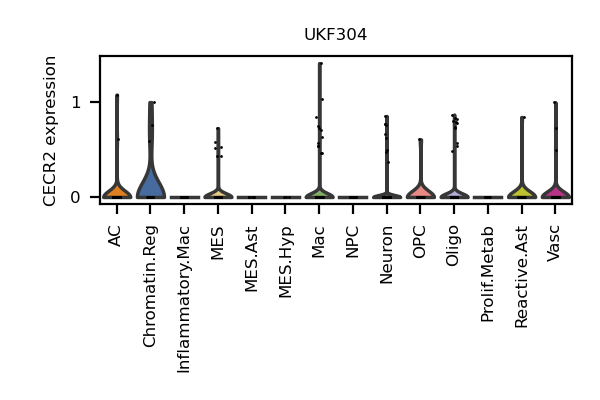 UKF304
CECR2 expression
1
0
AC
Chromatin.Reg
Inflammatory.Mac
MES
MES.Ast
MES.Hyp
Mac
NPC
Neuron
OPC
Oligo
Prolif.Metab
Reactive.Ast
Vasc